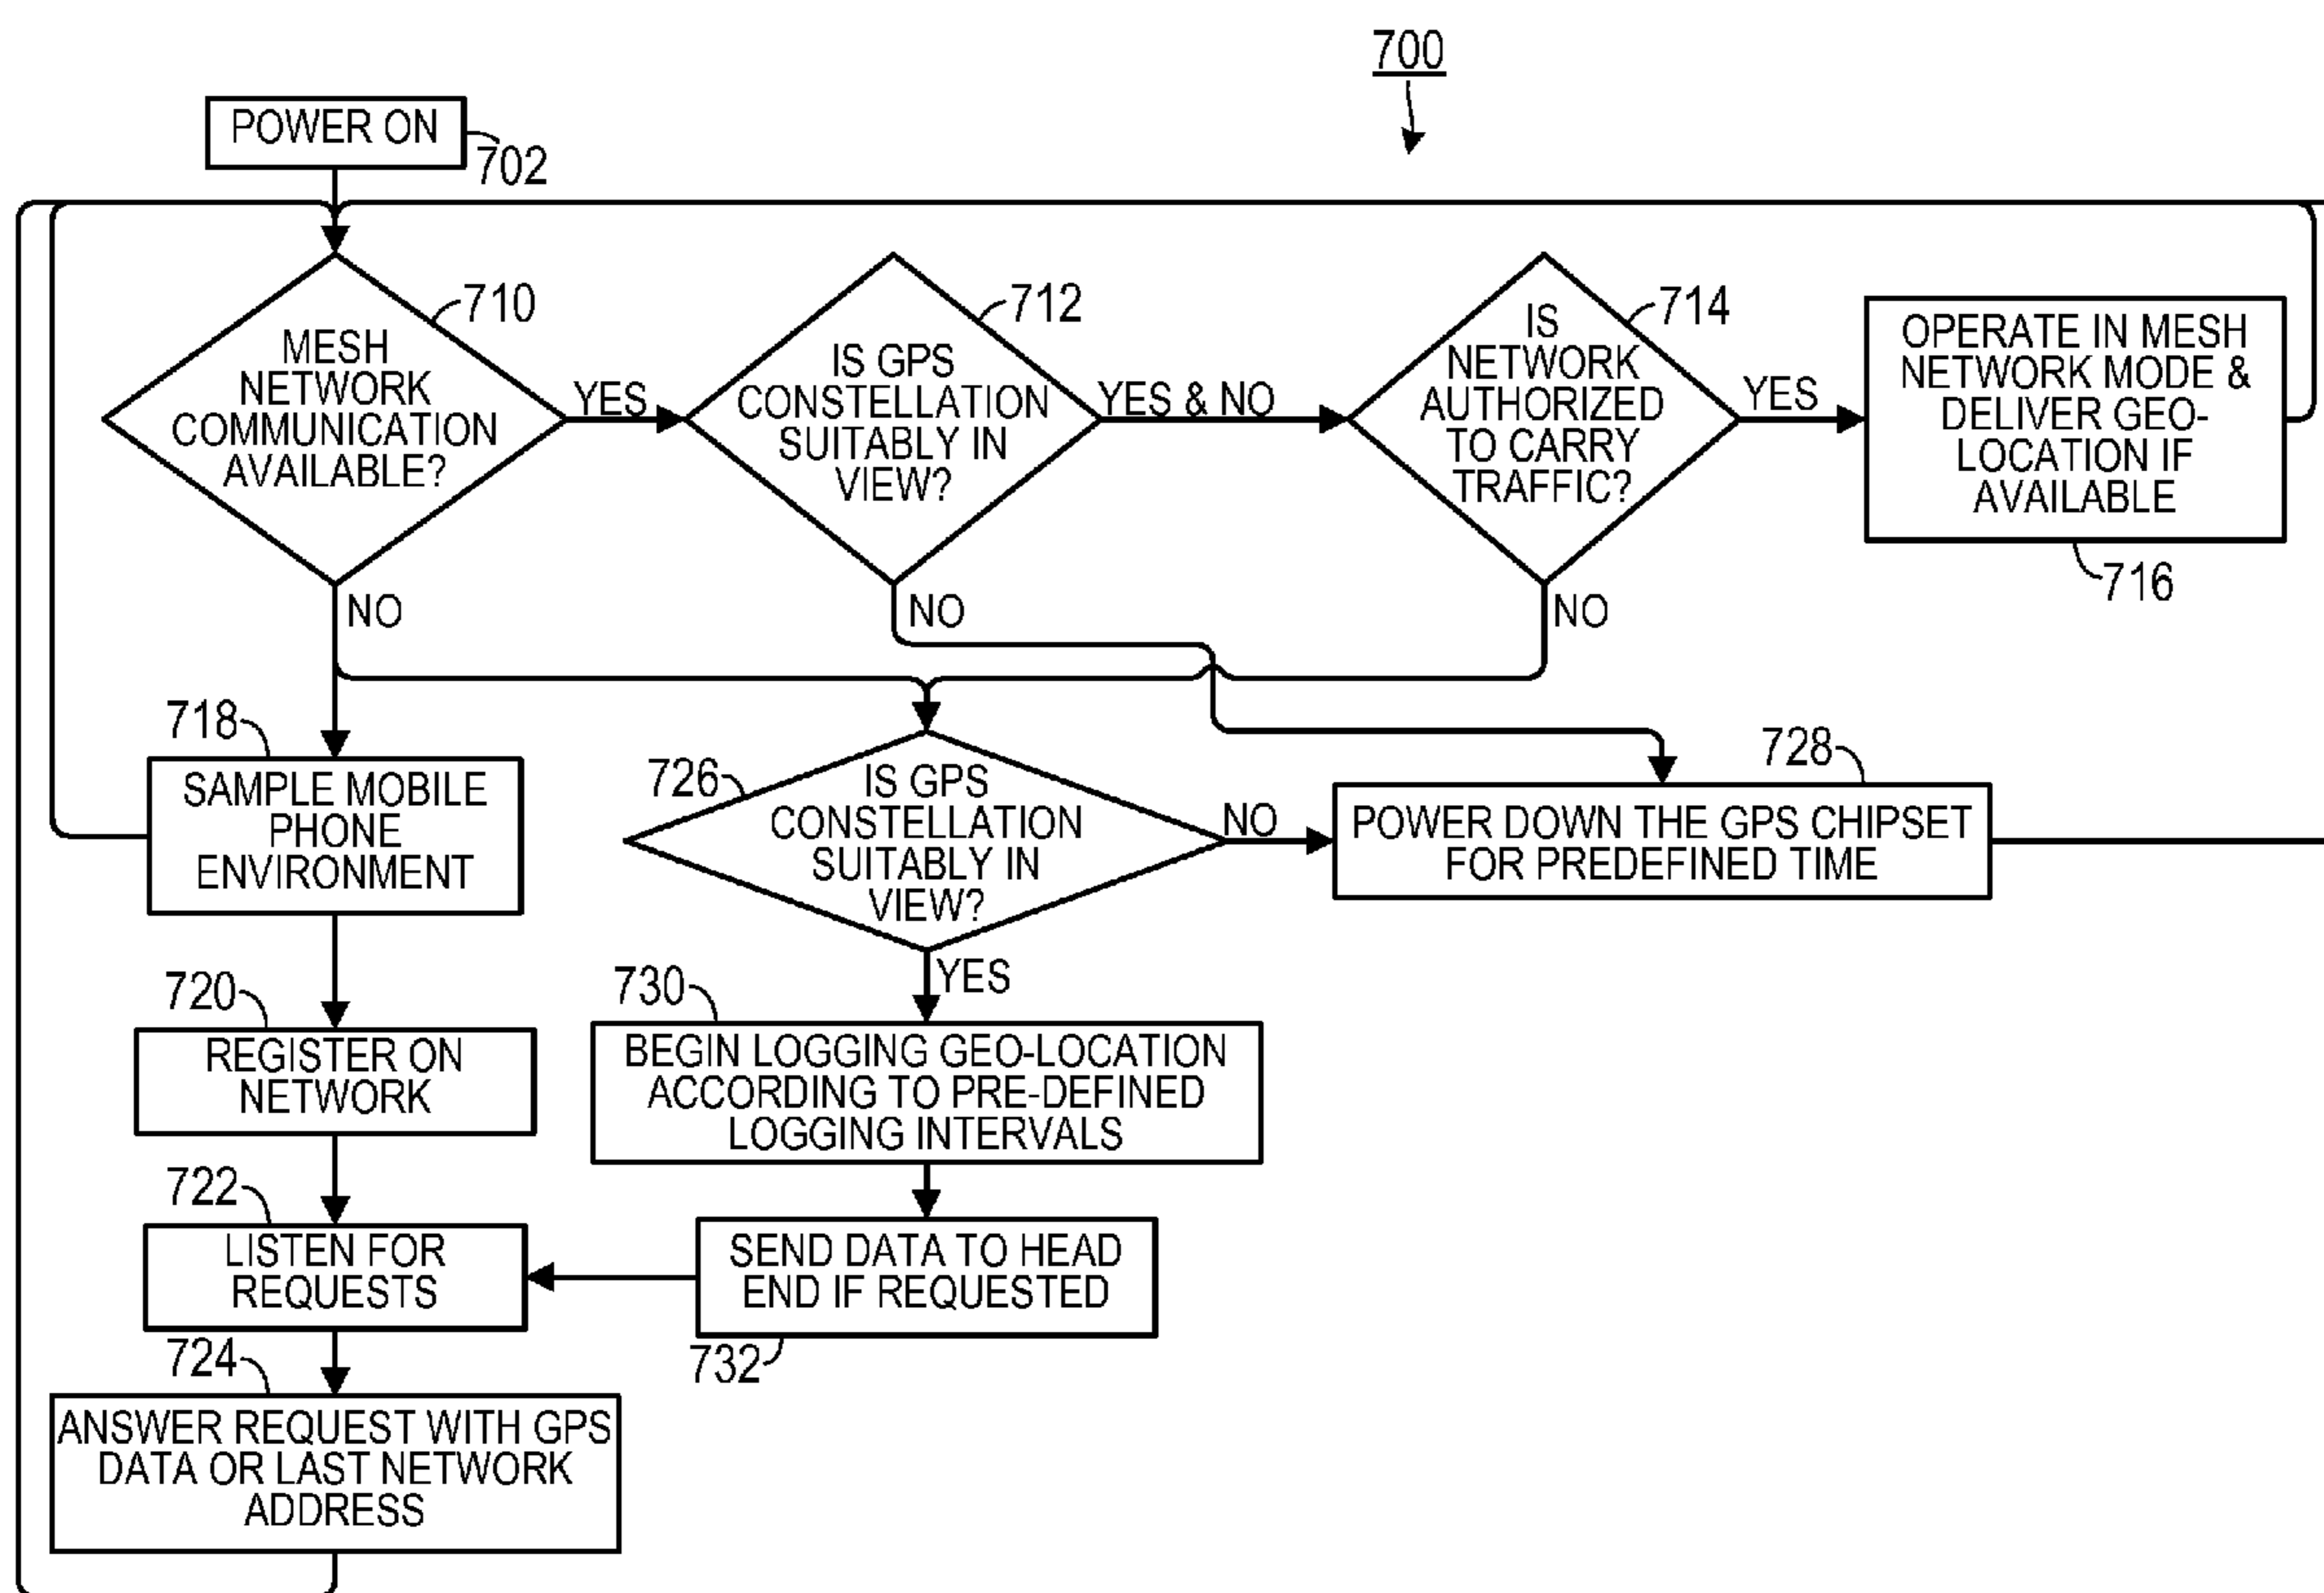 700
POWER ON
702
710
MESH
NETWORK
COMMUNICATION
AVAILABLE?
YES
NO
712
IS GPS
CONSTELLATION
SUITABLY IN
VIEW?
YES & NO
NO
714
IS
NETWORK
AUTHORIZED
TO CARRY
TRAFFIC?
YES
NO
OPERATE IN MESH
NETWORK MODE &
DELIVER GEO-
LOCATION IF
AVAILABLE
716
718
SAMPLE MOBILE
PHONE
ENVIRONMENT
726
IS GPS
CONSTELLATION
SUITABLY IN
VIEW?
NO
YES
728
POWER DOWN THE GPS CHIPSET
FOR PREDEFINED TIME
720
REGISTER ON
NETWORK
730
BEGIN LOGGING GEO-LOCATION
ACCORDING TO PRE-DEFINED
LOGGING INTERVALS
722
LISTEN FOR
REQUESTS
SEND DATA TO HEAD
END IF REQUESTED
732
724
ANSWER REQUEST WITH GPS
DATA OR LAST NETWORK
ADDRESS